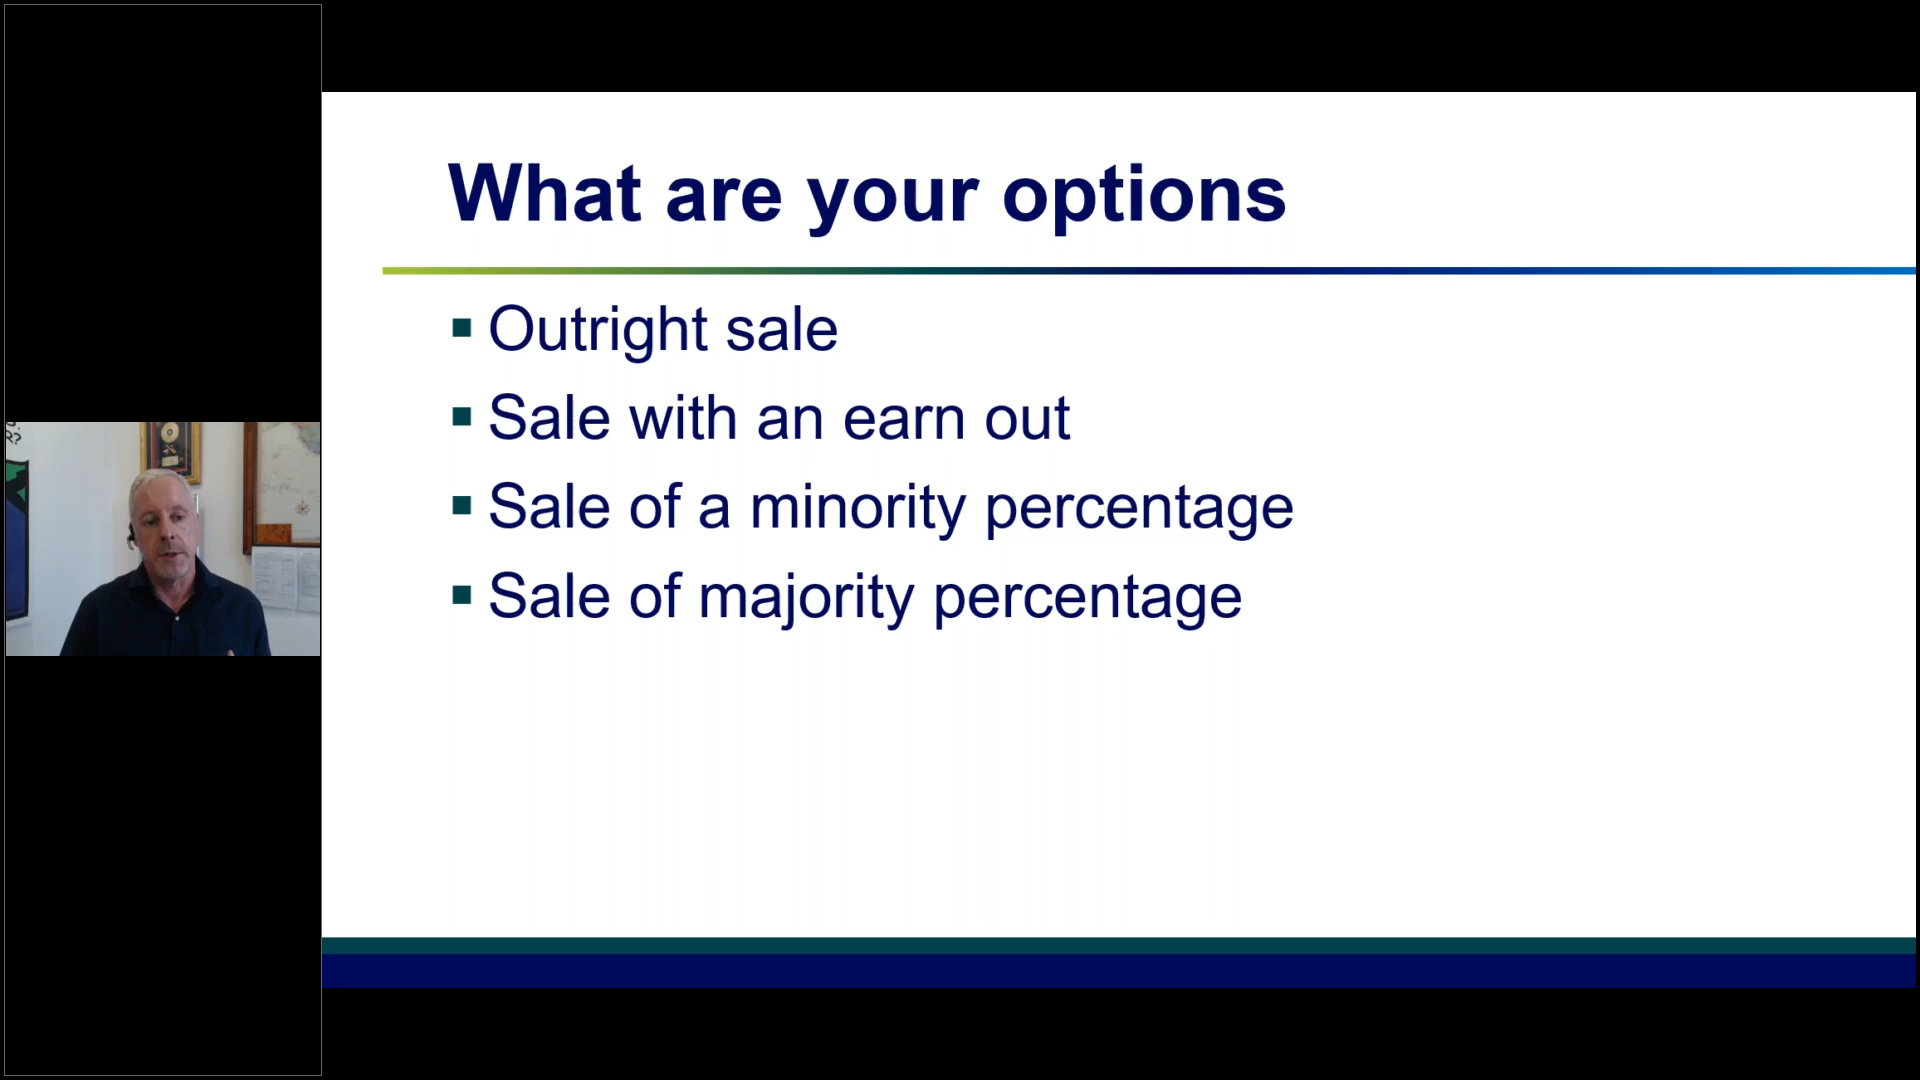 What are your options
▪ Outright sale
▪ Sale with an earn out
▪ Sale of a minority percentage
▪ Sale of majority percentage